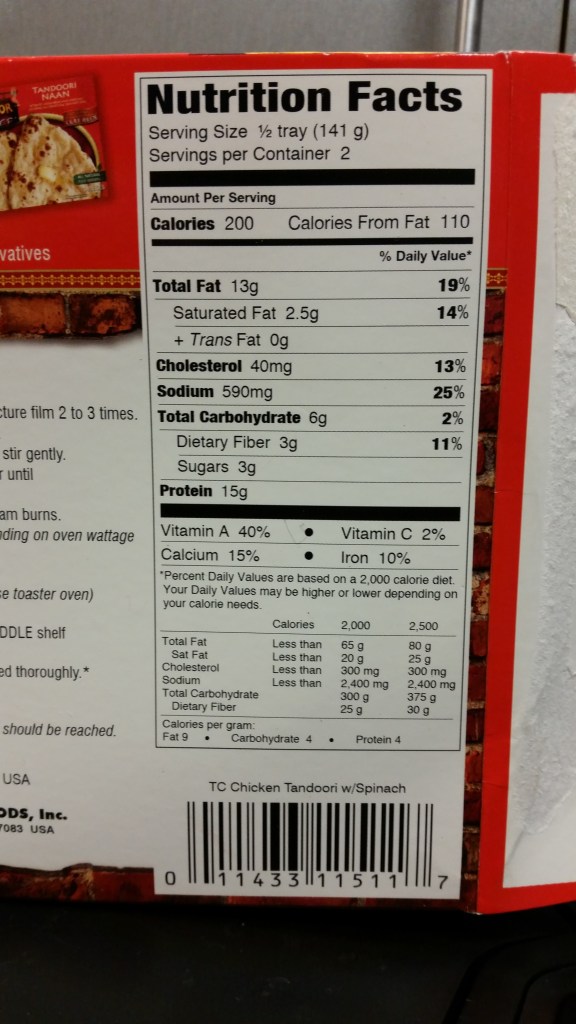 TANDOORI
NAAN
vatives
cture film 2 to 3 times.
stir gently.
r until
am burns.
nding on oven wattage
se toaster oven)
DDLE shelf
ed thoroughly.*
should be reached.
USA
ODS, Inc.
7083 USA
Nutrition Facts
Serving Size ½ tray (141 g)
Servings per Container 2
Amount Per Serving
Calories 200 Calories From Fat 110
% Daily Value*
Total Fat 13g 19%
Saturated Fat 2.5g 14%
+ Trans Fat 0g
Cholesterol 40mg 13%
Sodium 590mg 25%
Total Carbohydrate 6g 2%
Dietary Fiber 3g 11%
Sugars 3g
Protein 15g
Vitamin A 40% • Vitamin C 2%
Calcium 15% • Iron 10%
*Percent Daily Values are based on a 2,000 calorie diet.
Your Daily Values may be higher or lower depending on
your calorie needs.
Calories 2,000 2,500
Total Fat Less than 65 g 80 g
Sat Fat Less than 20 g 25 g
Cholesterol Less than 300 mg 300 mg
Sodium Less than 2,400 mg 2,400 mg
Total Carbohydrate 300 g 375 g
Dietary Fiber 25 g 30 g
Calories per gram:
Fat 9 • Carbohydrate 4 • Protein 4
TC Chicken Tandoori w/Spinach
0 11433 11511 7